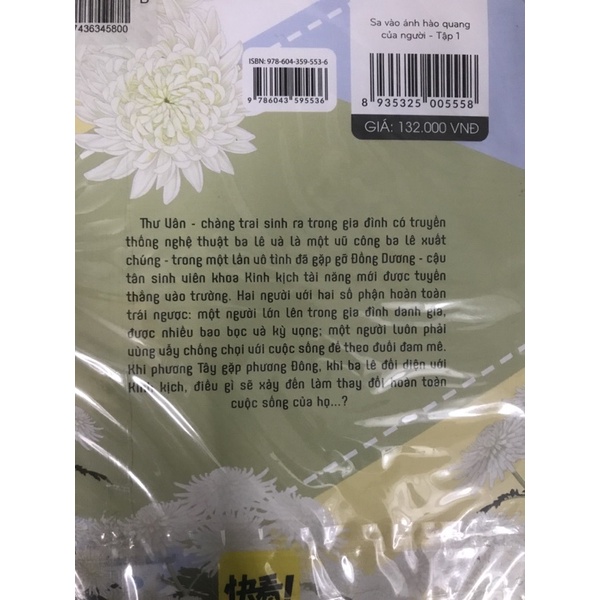 7436345800
ISBN: 978-604-359-553-6
9 786043 595536
Sa vào ánh hào quang
của người - Tập 1
8 935325 005558
GIÁ: 132.000 VNĐ
Thư Vân - chàng trai sinh ra trong gia đình có truyền
thống nghệ thuật ba lê và là một vũ công ba lê xuất
chúng - trong một lần vô tình đã gặp gỡ Đồng Dương - cậu
tân sinh viên khoa Kinh kịch tài năng mới được tuyển
thẳng vào trường. Hai người với hai số phận hoàn toàn
trái ngược: một người lớn lên trong gia đình danh giá,
được nhiều bao bọc và kỳ vọng; một người luôn phải
vùng vẫy chống chọi với cuộc sống để theo đuổi đam mê.
Khi phương Tây gặp phương Đông, khi ba lê đối diện với
Kinh kịch, điều gì sẽ xảy đến làm thay đổi hoàn toàn
cuộc sống của họ...?
快看!